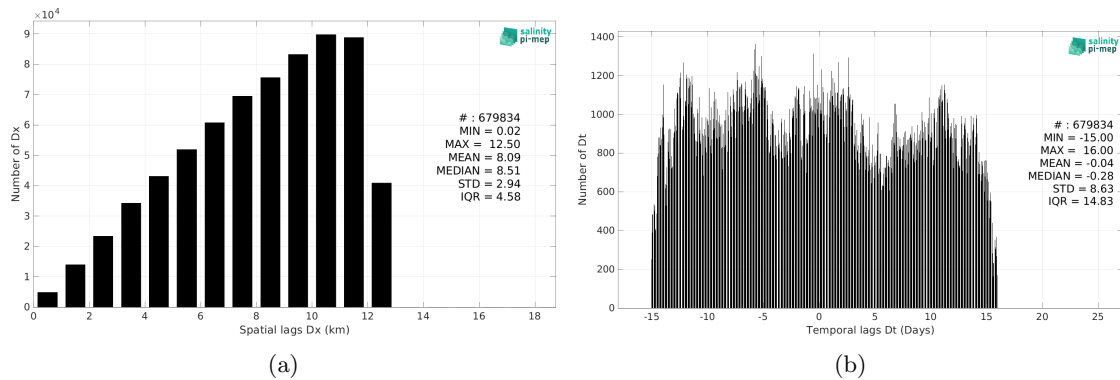 ×10⁴
9
8
7
6
5
4
3
2
1
0
Number of Dx
0 2 4 6 8 10 12 14 16 18
Spatial lags Dx (km)
salinity
pi-mep
# : 679834
MIN = 0.02
MAX = 12.50
MEAN = 8.09
MEDIAN = 8.51
STD = 2.94
IQR = 4.58
(a)
1400
1200
1000
800
600
400
200
0
Number of Dt
-15 -10 -5 0 5 10 15 20 25
Temporal lags Dt (Days)
salinity
pi-mep
# : 679834
MIN = -15.00
MAX = 16.00
MEAN = -0.04
MEDIAN = -0.28
STD = 8.63
IQR = 14.83
(b)